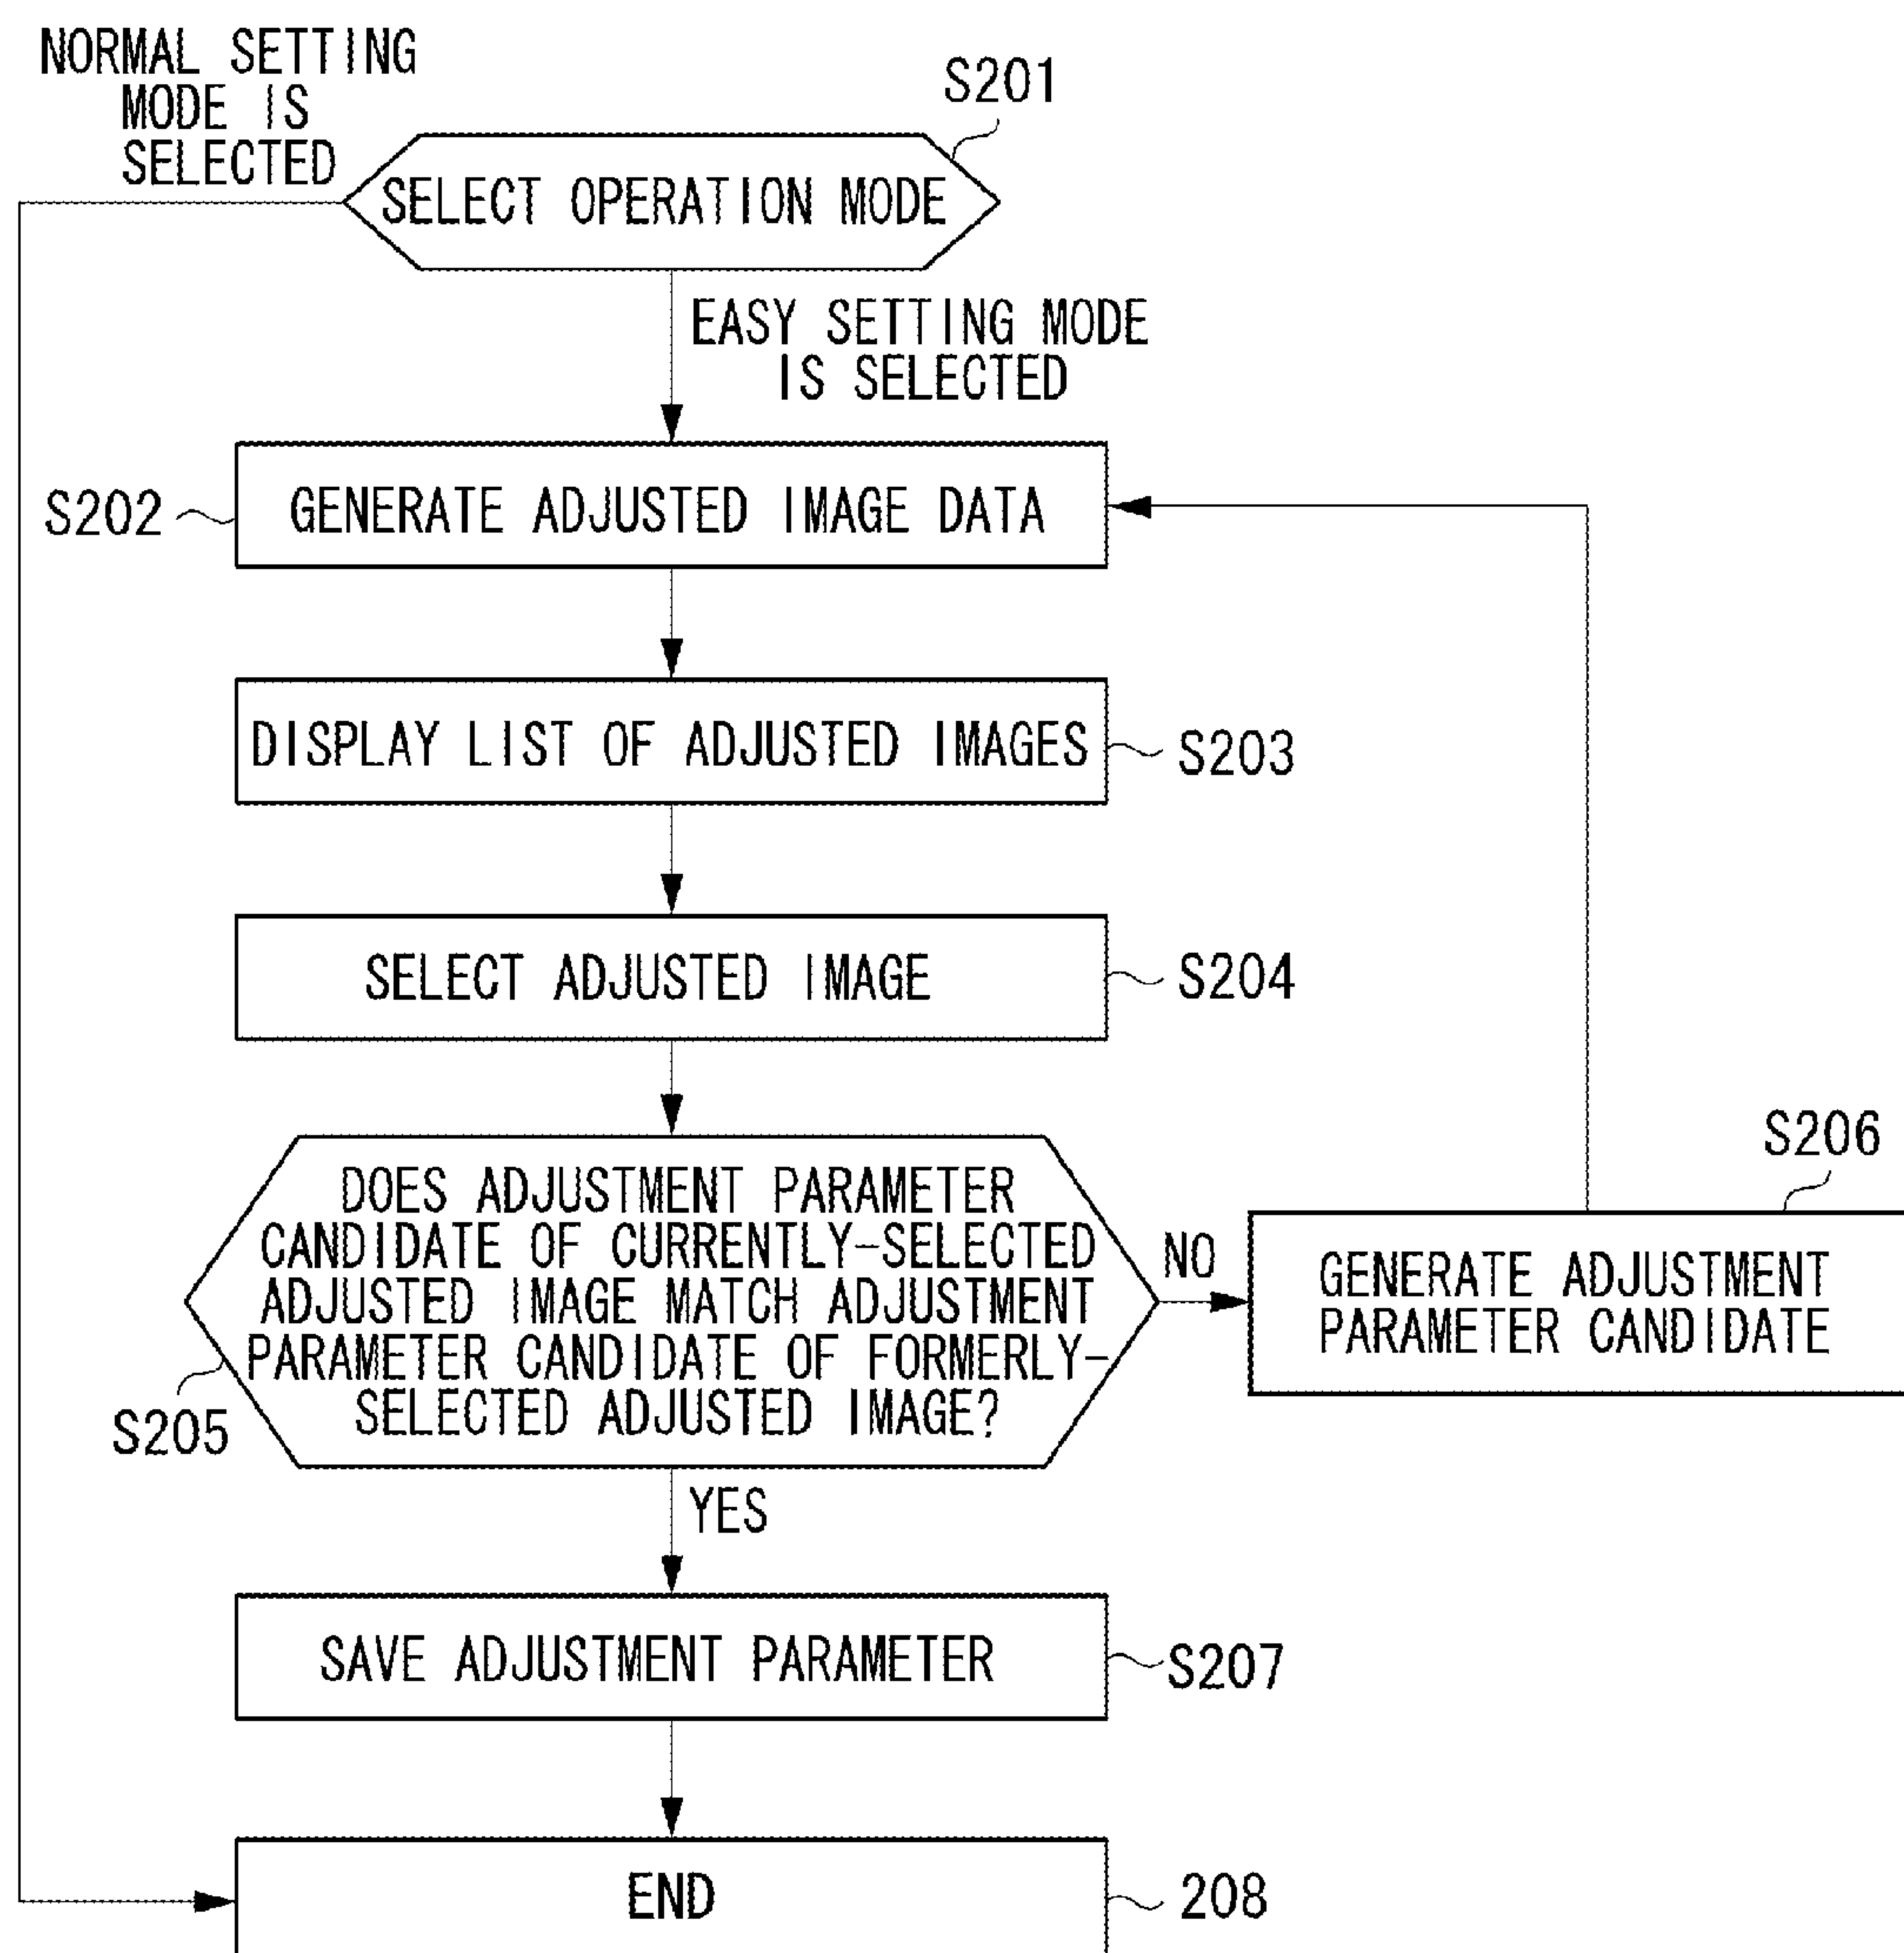 NORMAL SETTING
MODE IS
SELECTED
S201
SELECT OPERATION MODE
EASY SETTING MODE
IS SELECTED
S202
GENERATE ADJUSTED IMAGE DATA
DISPLAY LIST OF ADJUSTED IMAGES
S203
SELECT ADJUSTED IMAGE
S204
DOES ADJUSTMENT PARAMETER
CANDIDATE OF CURRENTLY-SELECTED
ADJUSTED IMAGE MATCH ADJUSTMENT
PARAMETER CANDIDATE OF FORMERLY-
SELECTED ADJUSTED IMAGE?
S205
NO
S206
GENERATE ADJUSTMENT
PARAMETER CANDIDATE
YES
SAVE ADJUSTMENT PARAMETER
S207
END
208